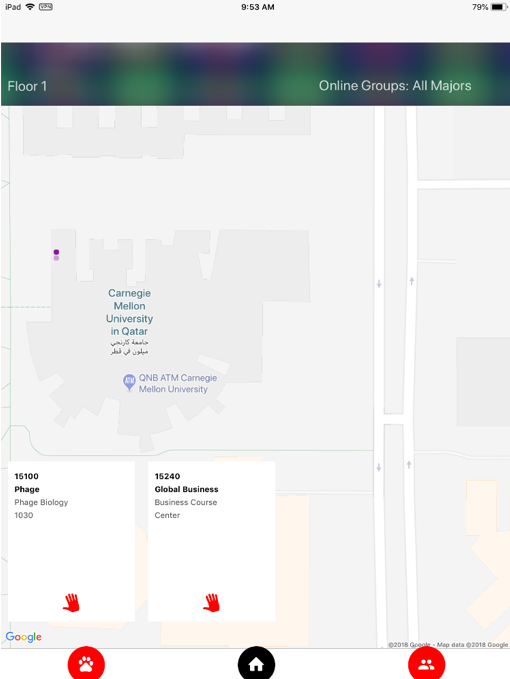 iPad VPN 9:53 AM 79%
Floor 1 Online Groups: All Majors
Carnegie
Mellon
University
in Qatar
جامعة كارنجي
ميلون في قطر
ATM QNB ATM Carnegie
Mellon University
15100
Phage
Phage Biology
1030
15240
Global Business
Business Course
Center
Google
©2018 Google - Map data ©2018 Google